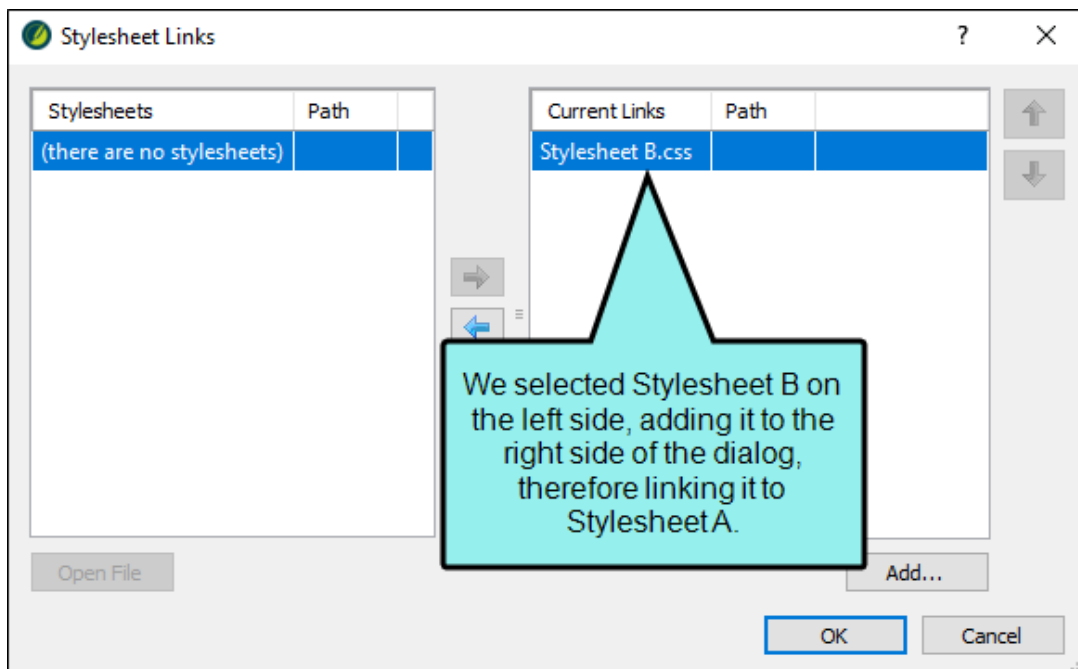 Stylesheet Links
?
Stylesheets Path
(there are no stylesheets)
Current Links Path
Stylesheet B.css
We selected Stylesheet B on
the left side, adding it to the
right side of the dialog,
therefore linking it to
Stylesheet A.
Open File
Add...
OK Cancel